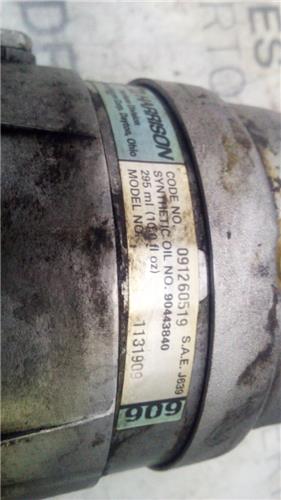 HARRISON
Dayton, Ohio
CODE NO. 091260519 S.A.E. J639
SYNTHETIC OIL NO. 90443840
295 ml (10.0 fl oz)
MODEL NO. 1131909
909